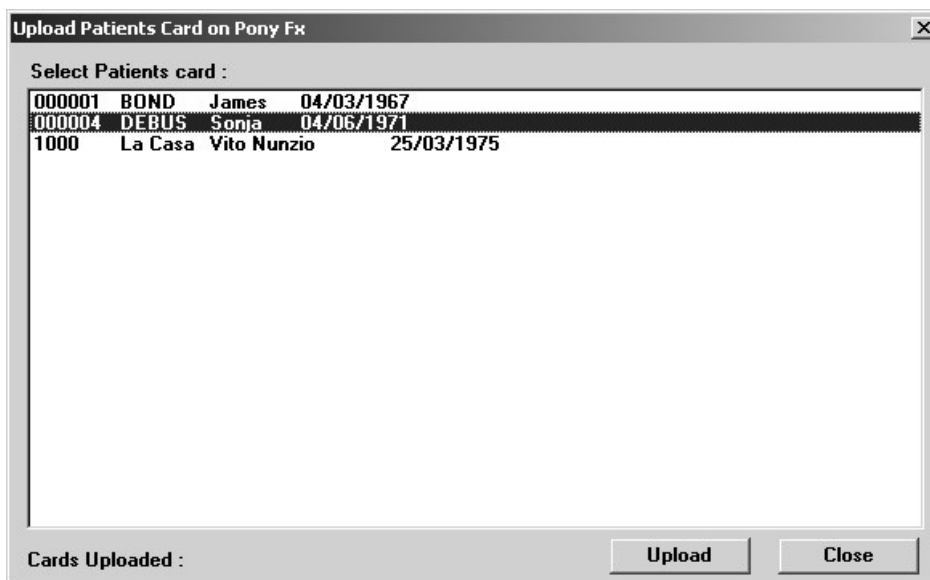 Upload Patients Card on Pony Fx
Select Patients card :
000001 BOND James 04/03/1967
000004 DEBUS Sonja 04/06/1971
1000 La Casa Vito Nunzio 25/03/1975
Cards Uploaded :
Upload Close